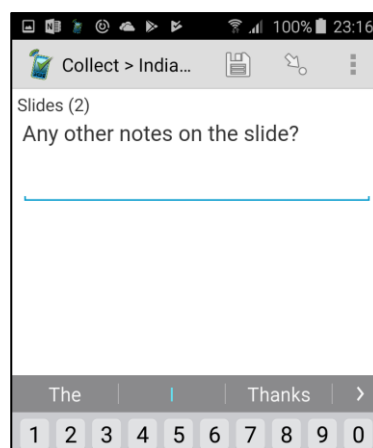 100% 23:16
Collect > India...
Slides (2)
Any other notes on the slide?
The I Thanks >
1 2 3 4 5 6 7 8 9 0